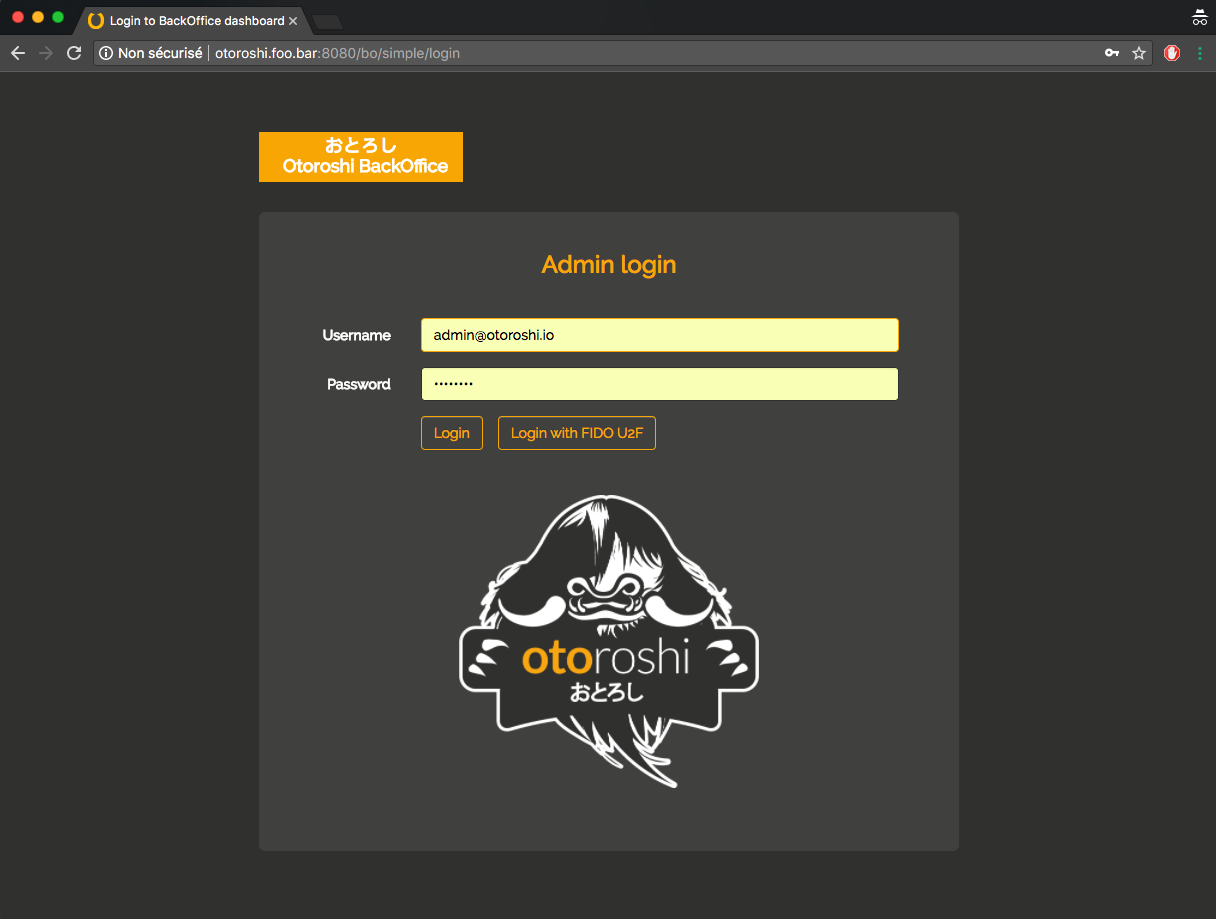 Login to BackOffice dashboard
Non sécurisé otoroshi.foo.bar:8080/bo/simple/login
おとろし
Otoroshi BackOffice
Admin login
Username admin@otoroshi.io
Password ••••••••
Login Login with FIDO U2F
otoroshi
おとろし